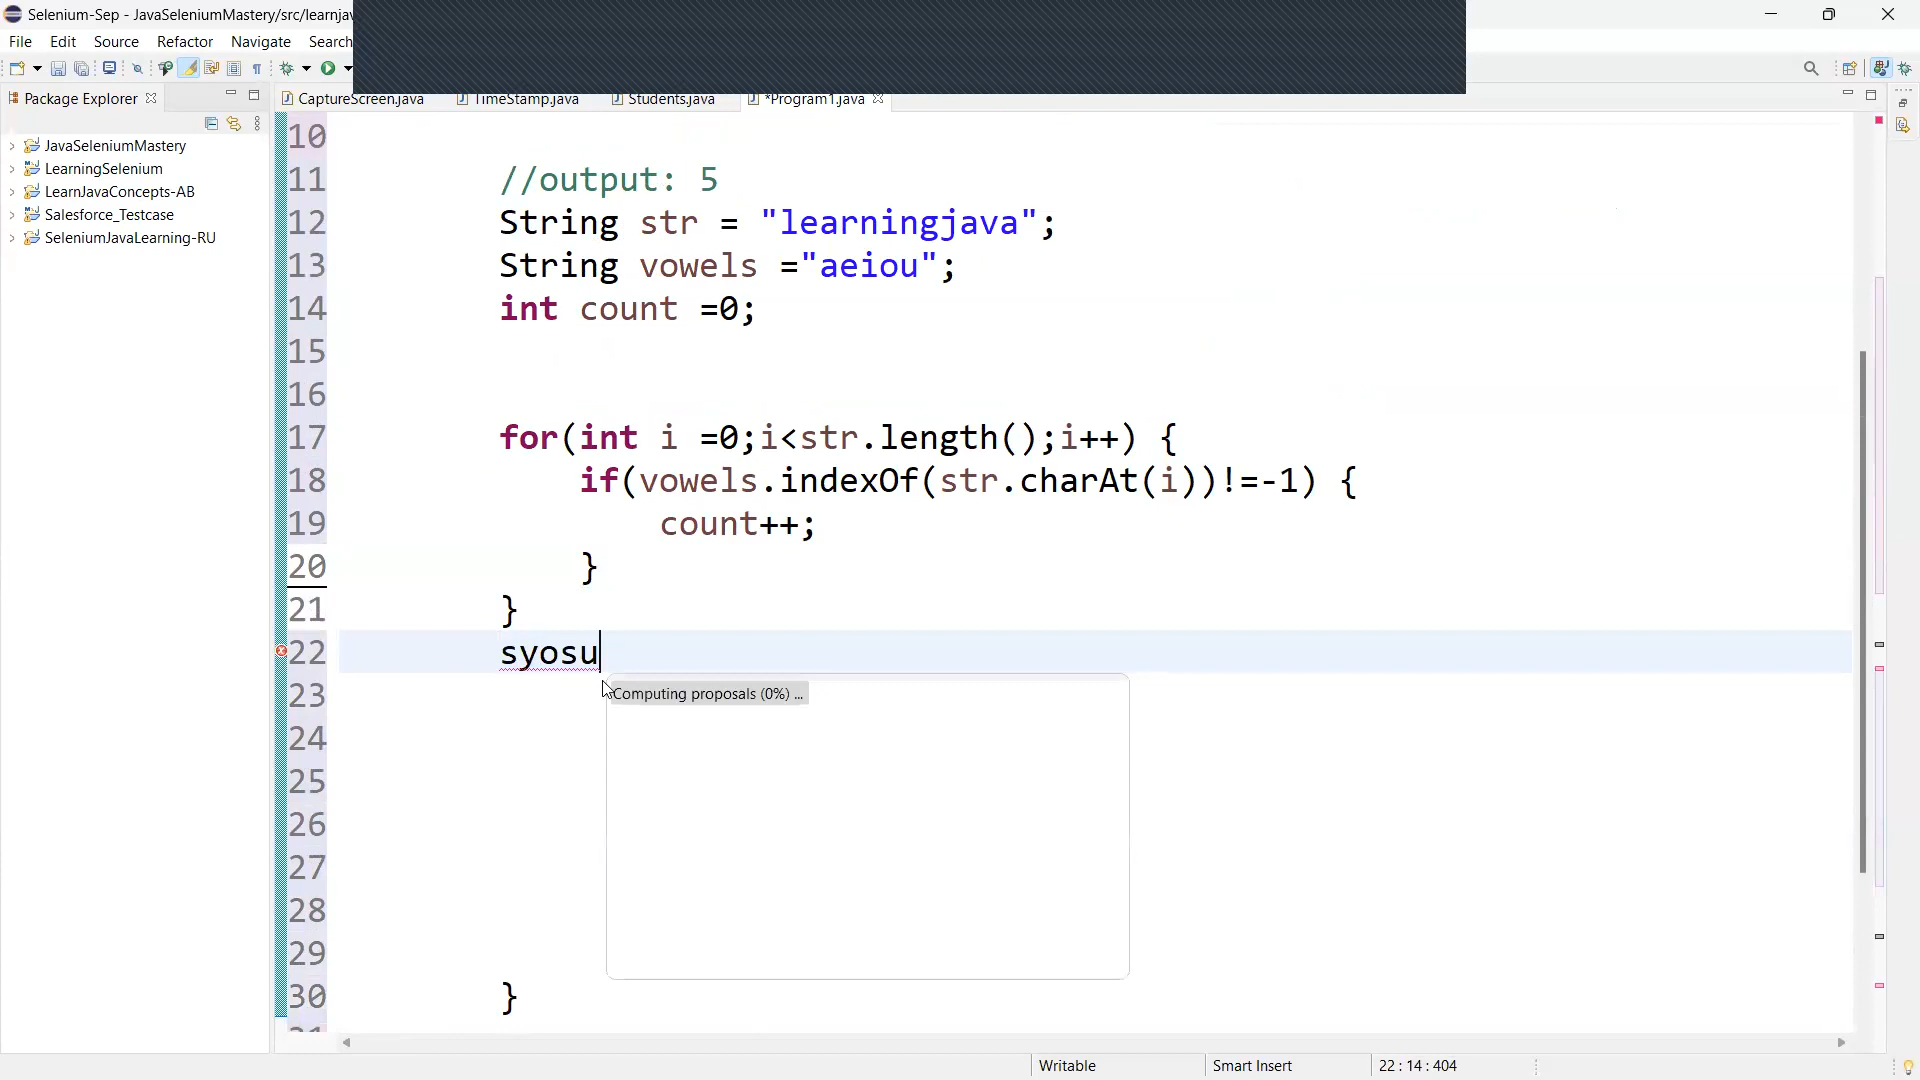 Selenium-Sep - JavaSeleniumMastery/src/learnjav
File Edit Source Refactor Navigate Search
Package Explorer
CaptureScreen.java TimeStamp.java Students.java *Program1.java
JavaSeleniumMastery
LearningSelenium
LearnJavaConcepts-AB
Salesforce_Testcase
SeleniumJavaLearning-RU
10
11 //output: 5
12 String str = "learningjava";
13 String vowels ="aeiou";
14 int count =0;
15
16
17 for(int i =0;i<str.length();i++) {
18 if(vowels.indexOf(str.charAt(i))!=-1) {
19 count++;
20 }
21 }
22 syosu
23
Computing proposals (0%) ...
24
25
26
27
28
29
30 }
Writable Smart Insert 22 : 14 : 404